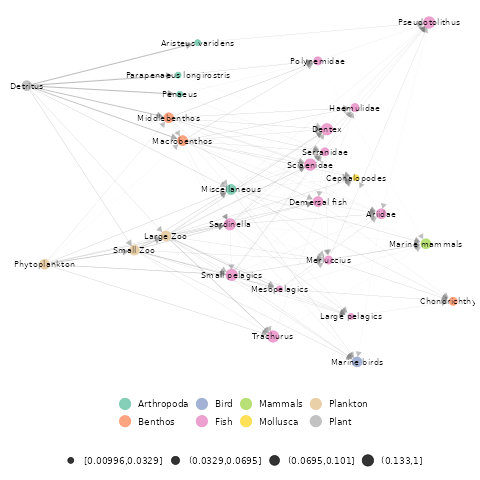 Pseudotolithus
Aristeus varidens
Polynemidae
Parapenaeus longirostris
Detritus
Penaeus
Haemulidae
Middlebenthos
Dentex
Macrobenthos
Serranidae
Sciaenidae
Cephalopodes
Miscellaneous
Demersal fish
Ariidae
Sardinella
Large Zoo
Marine mammals
Small Zoo
Merluccius
Phytoplankton
Small pelagics
Mesopelagics
Chondrichthy
Large pelagics
Trachurus
Marine birds
Arthropoda Bird Mammals Plankton
Benthos Fish Mollusca Plant
[0.00996,0.0329] (0.0329,0.0695] (0.0695,0.101] (0.133,1]